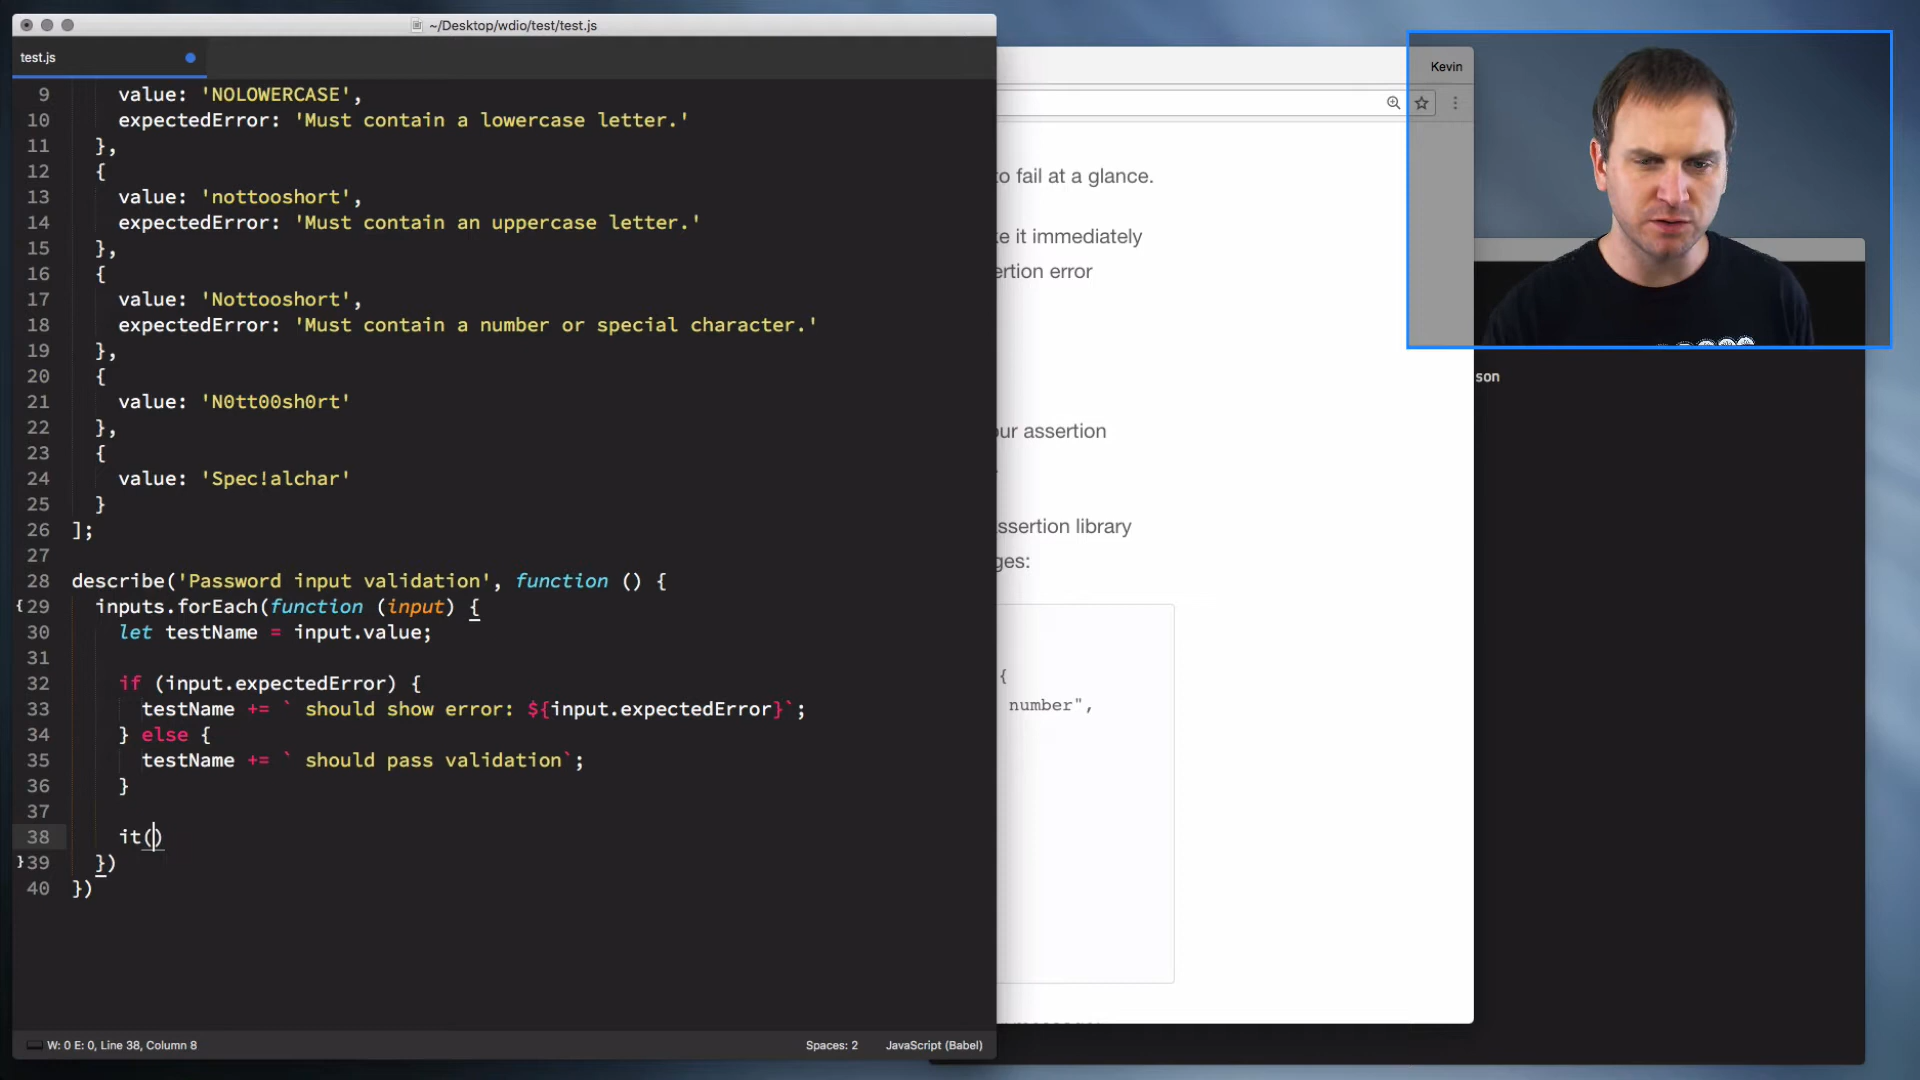 ~/Desktop/wdio/test/test.js
test.js
9 value: 'NOLOWERCASE',
10 expectedError: 'Must contain a lowercase letter.'
11 },
12 {
13 value: 'nottooshort',
14 expectedError: 'Must contain an uppercase letter.'
15 },
16 {
17 value: 'Nottooshort',
18 expectedError: 'Must contain a number or special character.'
19 },
20 {
21 value: 'N0tt00sh0rt'
22 },
23 {
24 value: 'Spec!alchar'
25 }
26 ];
27
28 describe('Password input validation', function () {
29 inputs.forEach(function (input) {
30 let testName = input.value;
31
32 if (input.expectedError) {
33 testName += ` should show error: ${input.expectedError}`;
34 } else {
35 testName += ` should pass validation`;
36 }
37
38 it()
39 })
40 })
W: 0 E: 0, Line 38, Column 8
Spaces: 2
JavaScript (Babel)
Kevin
to fail at a glance.
ke it immediately
ertion error
our assertion
ssertion library
ges:
{
number",
son